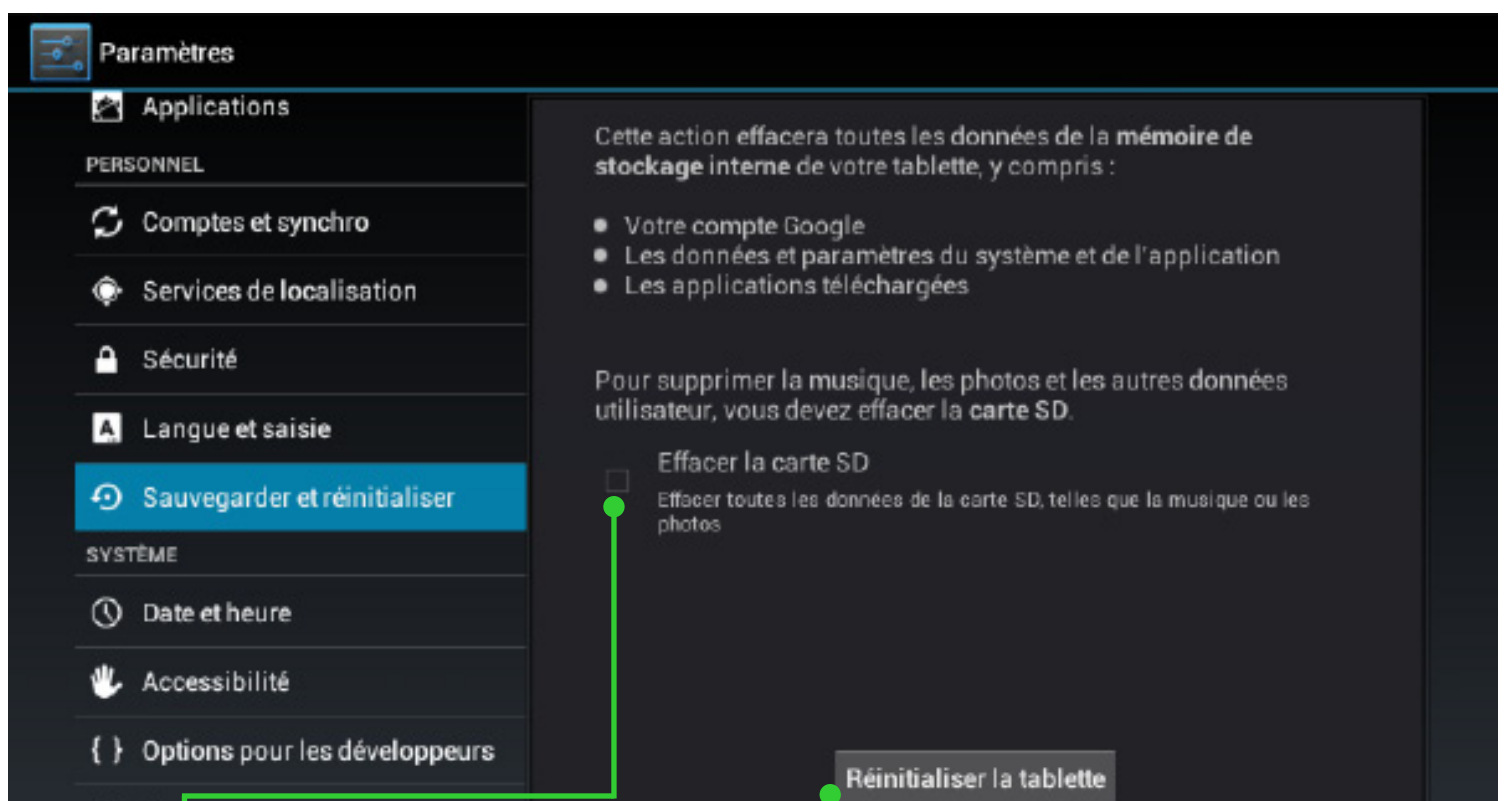 Paramètres
Applications
PERSONNEL
Comptes et synchro
Services de localisation
Sécurité
Langue et saisie
Sauvegarder et réinitialiser
SYSTÈME
Date et heure
Accessibilité
{ } Options pour les développeurs
Cette action effacera toutes les données de la mémoire de
stockage interne de votre tablette, y compris :
● Votre compte Google
● Les données et paramètres du système et de l'application
● Les applications téléchargées
Pour supprimer la musique, les photos et les autres données
utilisateur, vous devez effacer la carte SD.
Effacer la carte SD
Effacer toutes les données de la carte SD, telles que la musique ou les
photos
Réinitialiser la tablette